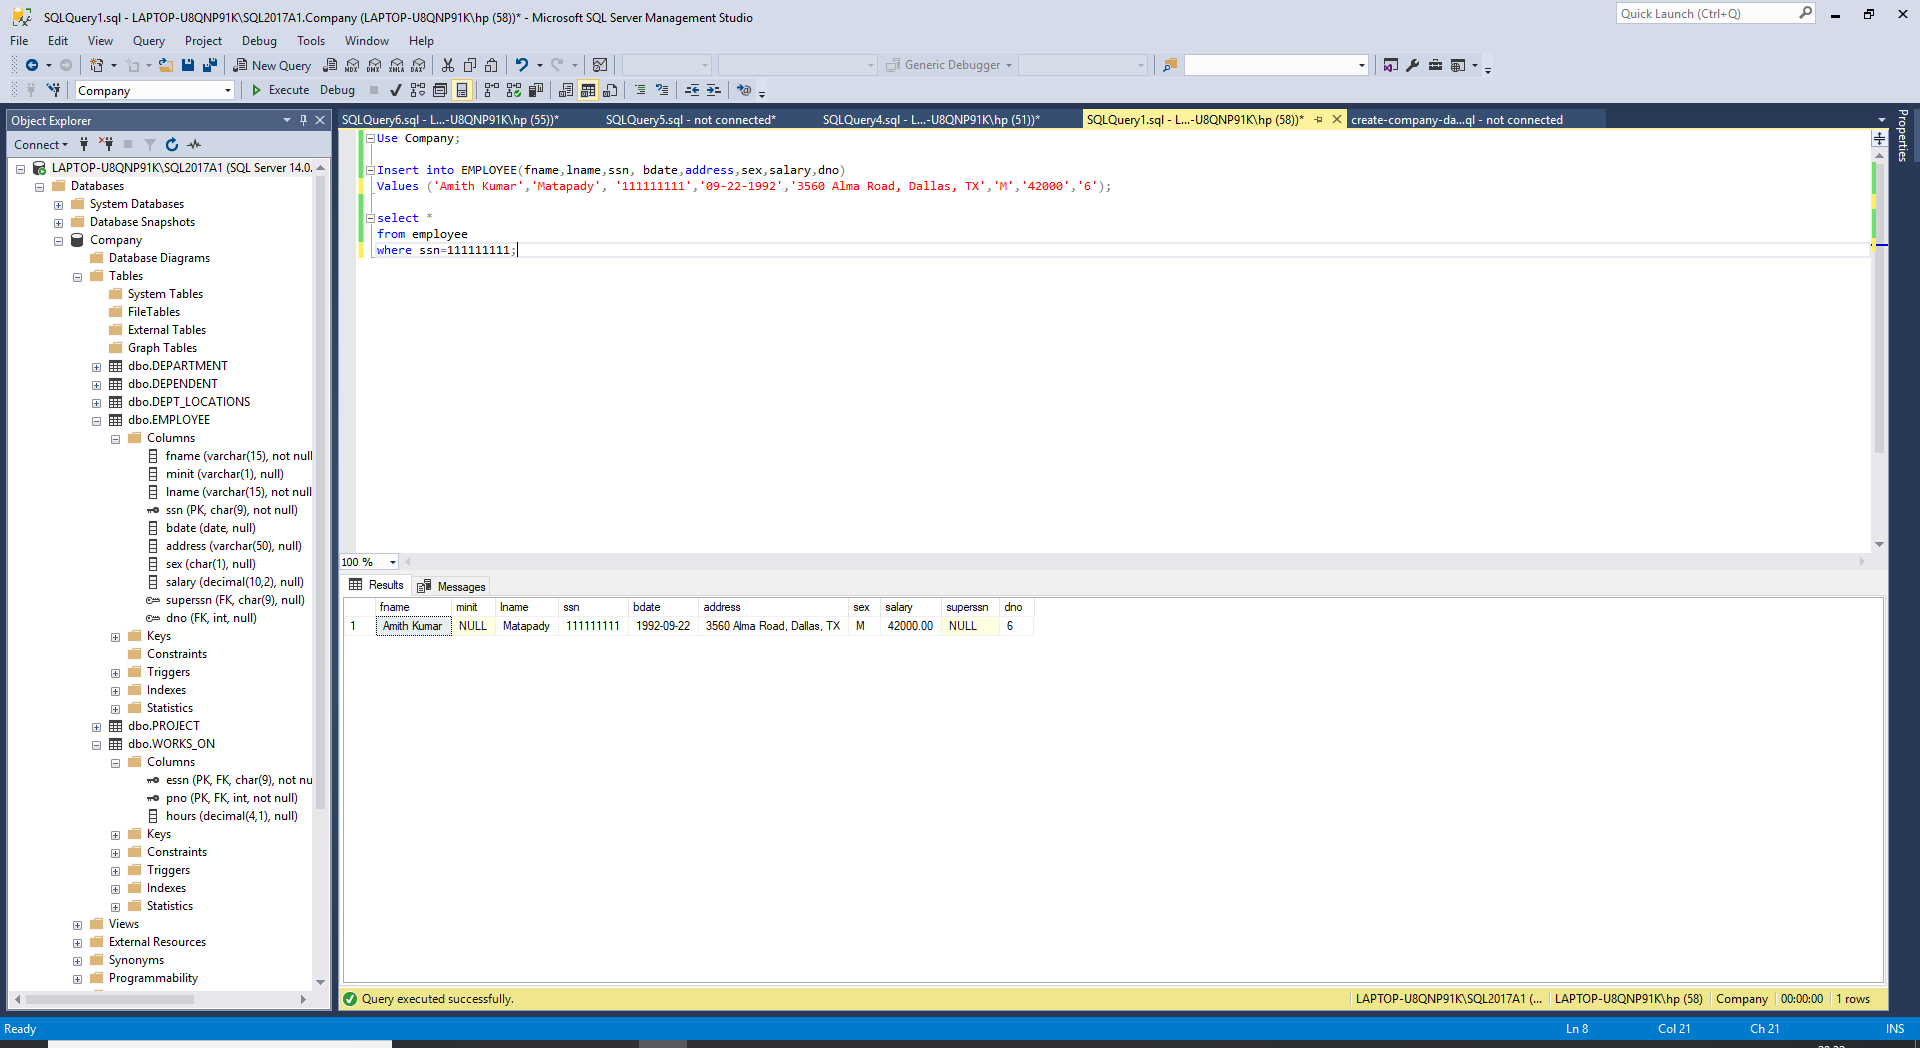 SQLQuery1.sql - LAPTOP-U8QNP91K\SQL2017A1.Company (LAPTOP-U8QNP91K\hp (58))* - Microsoft SQL Server Management Studio
Quick Launch (Ctrl+Q)
File Edit View Query Project Debug Tools Window Help
New Query MDX DMX XMLA DAX Generic Debugger
Company Execute Debug
Object Explorer
Connect
LAPTOP-U8QNP91K\SQL2017A1 (SQL Server 14.0.
Databases
System Databases
Database Snapshots
Company
Database Diagrams
Tables
System Tables
FileTables
External Tables
Graph Tables
dbo.DEPARTMENT
dbo.DEPENDENT
dbo.DEPT_LOCATIONS
dbo.EMPLOYEE
Columns
fname (varchar(15), not null
minit (varchar(1), null)
lname (varchar(15), not null
ssn (PK, char(9), not null)
bdate (date, null)
address (varchar(50), null)
sex (char(1), null)
salary (decimal(10,2), null)
superssn (FK, char(9), null)
dno (FK, int, null)
Keys
Constraints
Triggers
Indexes
Statistics
dbo.PROJECT
dbo.WORKS_ON
Columns
essn (PK, FK, char(9), not nu
pno (PK, FK, int, not null)
hours (decimal(4,1), null)
Keys
Constraints
Triggers
Indexes
Statistics
Views
External Resources
Synonyms
Programmability
SQLQuery6.sql - L...-U8QNP91K\hp (55))* SQLQuery5.sql - not connected* SQLQuery4.sql - L...-U8QNP91K\hp (51))* SQLQuery1.sql - L...-U8QNP91K\hp (58))* create-company-da...ql - not connected
Properties
Use Company;
Insert into EMPLOYEE(fname,lname,ssn, bdate,address,sex,salary,dno)
Values ('Amith Kumar','Matapady', '111111111','09-22-1992','3560 Alma Road, Dallas, TX','M','42000','6');
select *
from employee
where ssn=111111111;
100 %
Results Messages
fname minit lname ssn bdate address sex salary superssn dno
1 Amith Kumar NULL Matapady 111111111 1992-09-22 3560 Alma Road, Dallas, TX M 42000.00 NULL 6
Query executed successfully. LAPTOP-U8QNP91K\SQL2017A1 (... LAPTOP-U8QNP91K\hp (58) Company 00:00:00 1 rows
Ready Ln 8 Col 21 Ch 21 INS